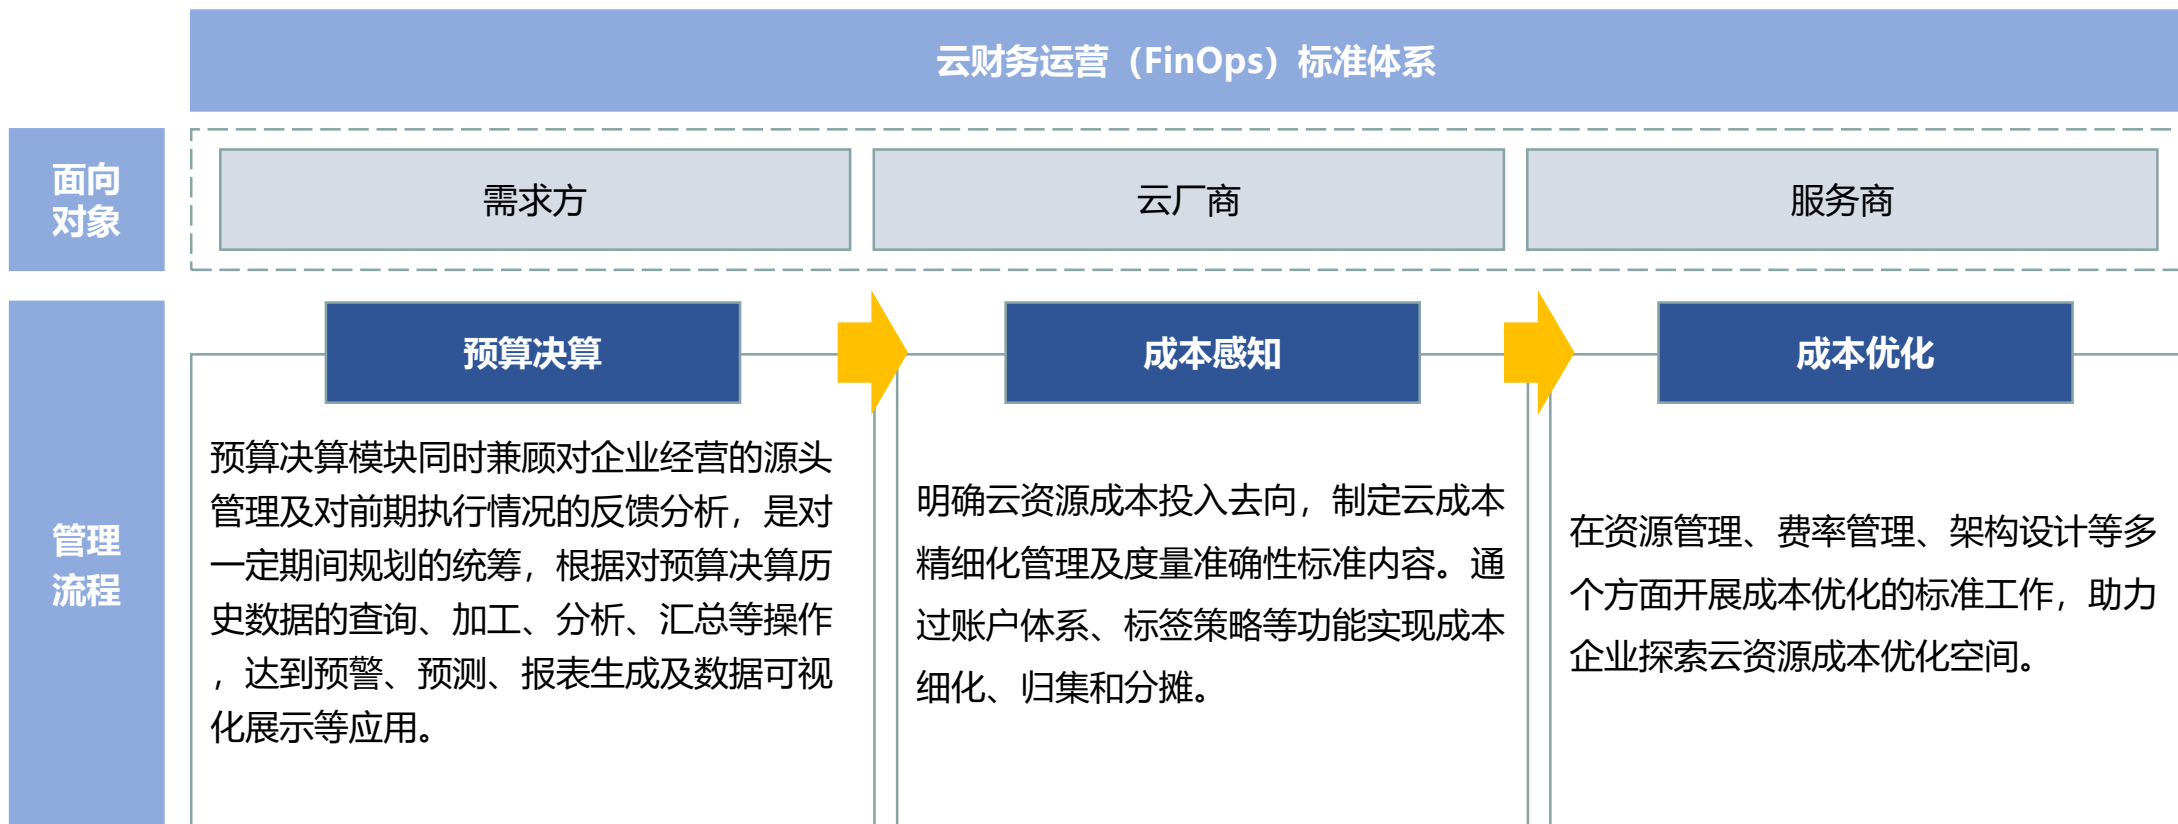 云财务运营（FinOps）标准体系
面向
对象
需求方
云厂商
服务商
管理
流程
预算决算
预算决算模块同时兼顾对企业经营的源头
管理及对前期执行情况的反馈分析，是对
一定期间规划的统筹，根据对预算决算历
史数据的查询、加工、分析、汇总等操作
，达到预警、预测、报表生成及数据可视
化展示等应用。
成本感知
明确云资源成本投入去向，制定云成本
精细化管理及度量准确性标准内容。通
过账户体系、标签策略等功能实现成本
细化、归集和分摊。
成本优化
在资源管理、费率管理、架构设计等多
个方面开展成本优化的标准工作，助力
企业探索云资源成本优化空间。